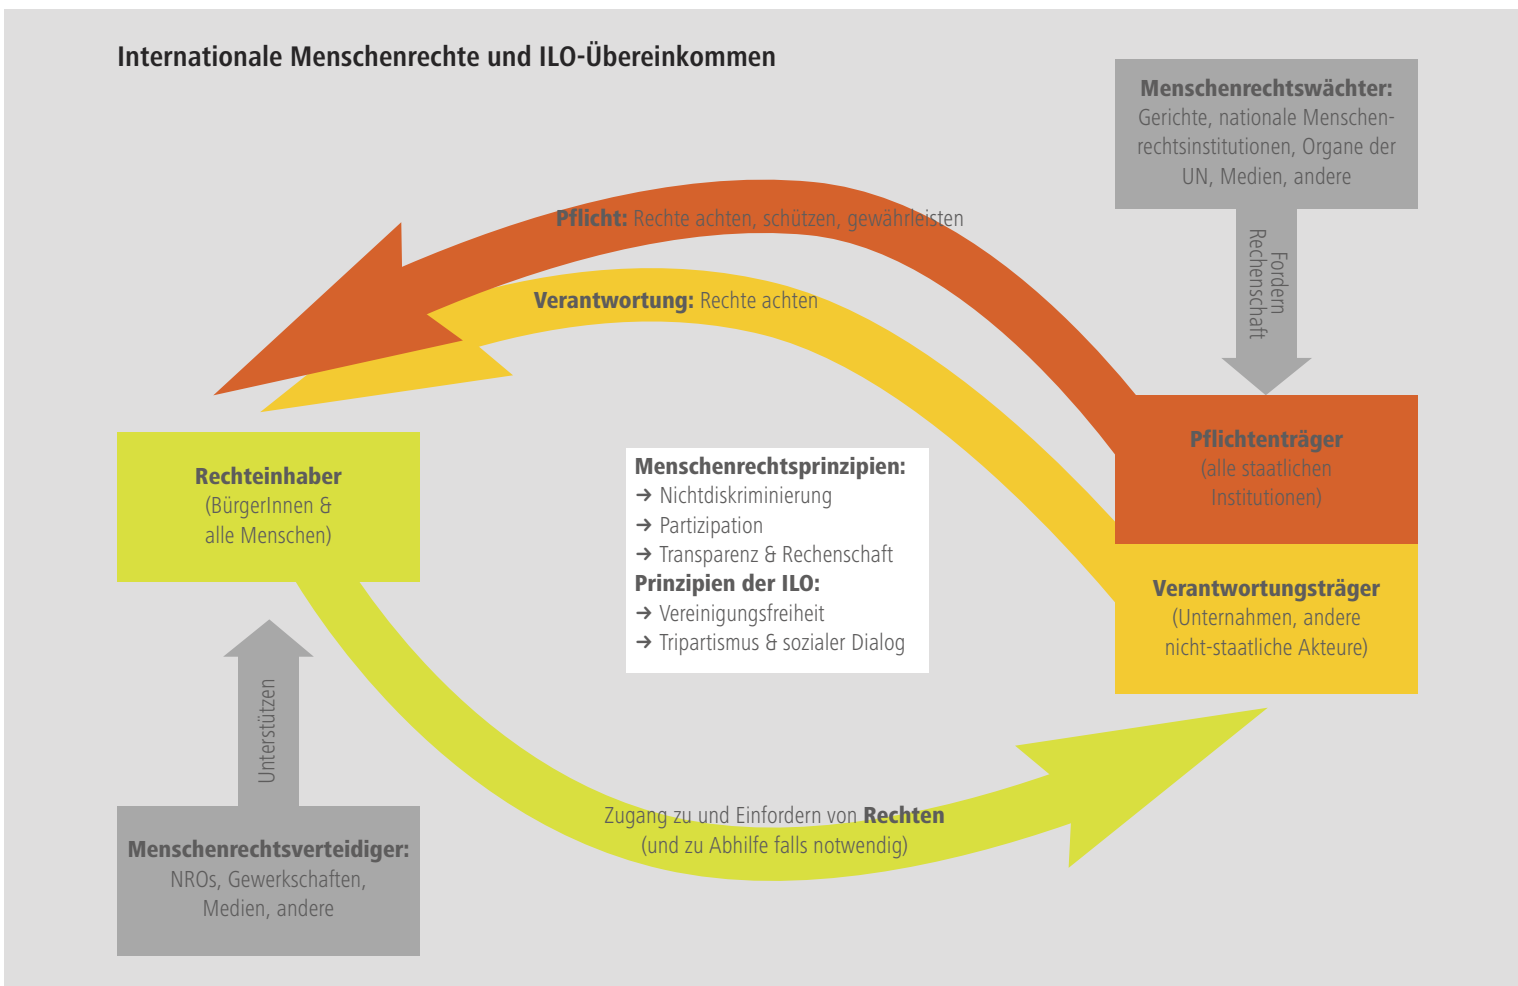 Internationale Menschenrechte und ILO-Übereinkommen
Menschenrechtswächter:
Gerichte, nationale Menschen-
rechtsinstitutionen, Organe der
UN, Medien, andere
Fordern
Rechenschaft
Pflicht: Rechte achten, schützen, gewährleisten
Verantwortung: Rechte achten
Pflichtenträger
(alle staatlichen
Institutionen)
Verantwortungsträger
(Unternahmen, andere
nicht-staatliche Akteure)
Rechteinhaber
(BürgerInnen &
alle Menschen)
Menschenrechtsprinzipien:
→ Nichtdiskriminierung
→ Partizipation
→ Transparenz & Rechenschaft
Prinzipien der ILO:
→ Vereinigungsfreiheit
→ Tripartismus & sozialer Dialog
Unterstützen
Menschenrechtsverteidiger:
NROs, Gewerkschaften,
Medien, andere
Zugang zu und Einfordern von Rechten
(und zu Abhilfe falls notwendig)